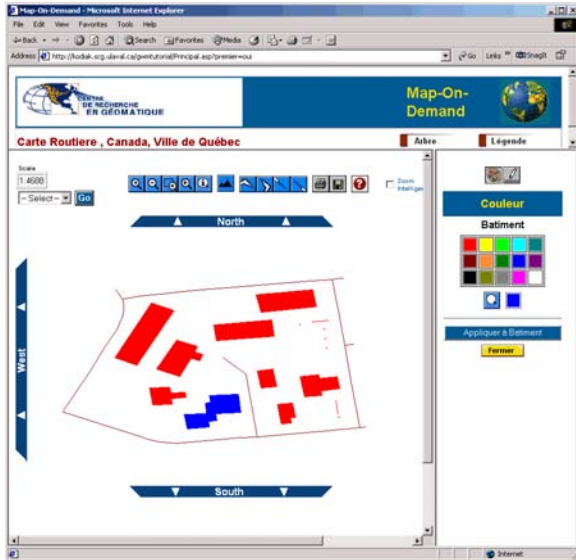 Map-On-Demand - Microsoft Internet Explorer
File Edit View Favorites Tools Help
Back Search Favorites Media
Address http://kodiak.scg.ulaval.ca/gvmtutorial/Principal.asp?premier=oui Go Links SnagIt
CENTRE
DE RECHERCHE
EN GÉOMATIQUE
Map-On-
Demand
Carte Routiere , Canada, Ville de Québec
Arbre Légende
Scale
1:4688
-- Select-- Go
Zoom
Intelligent
North
West
South
Couleur
Batiment
Appliquer à Betiment
Fermer
Internet